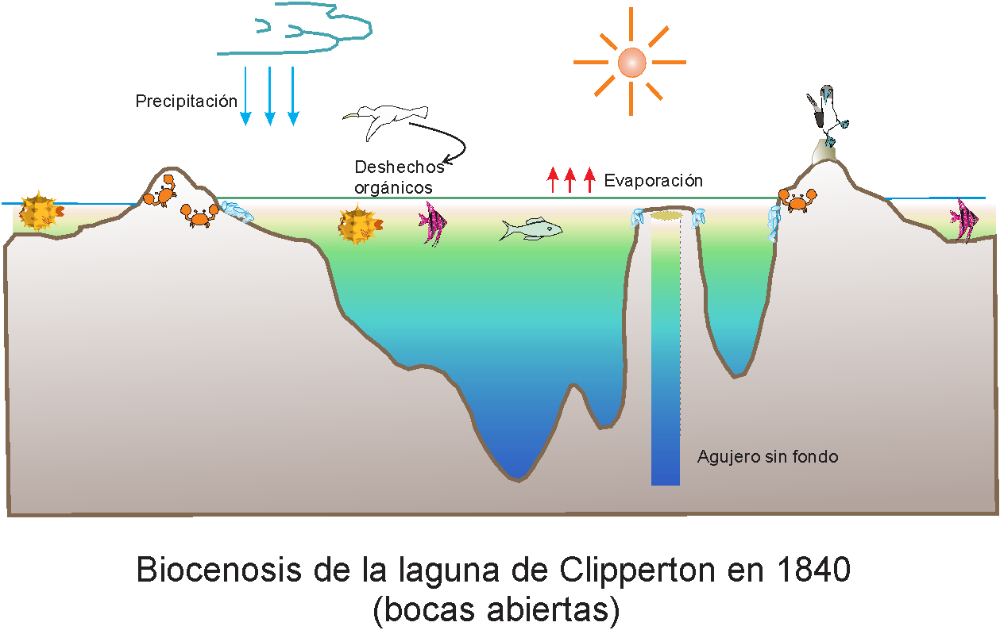 Precipitación
Deshechos
orgánicos
Evaporación
Agujero sin fondo
Biocenosis de la laguna de Clipperton en 1840
(bocas abiertas)